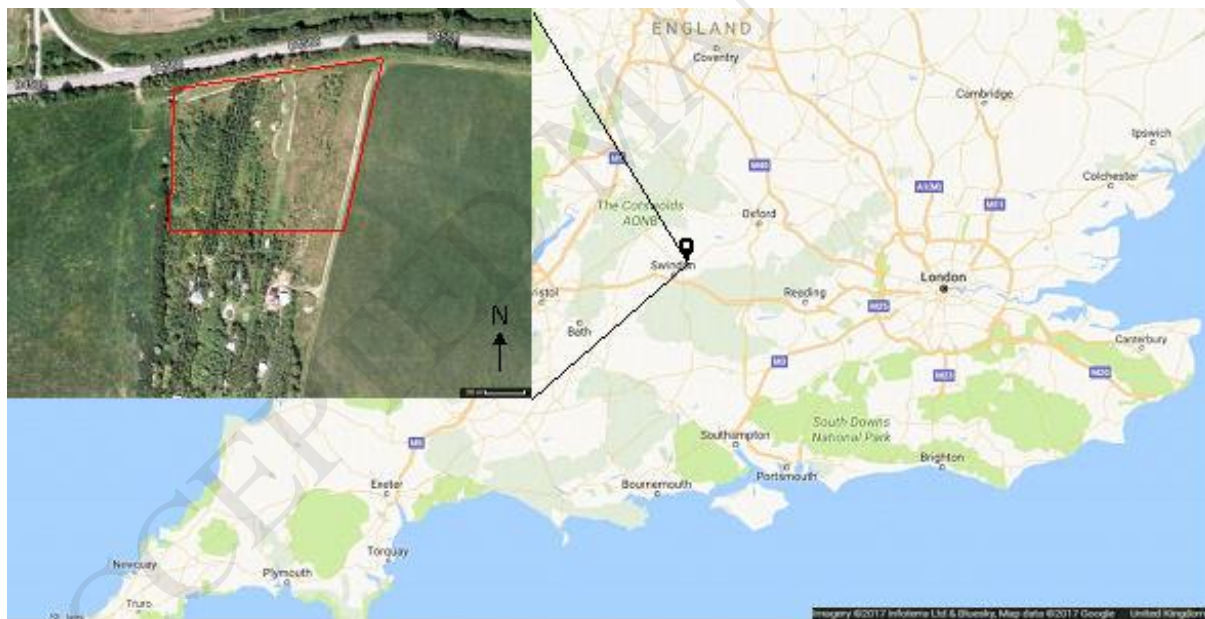 ENGLAND
Coventry
Cambridge
Ipswich
M5
M40
A1(M)
M11
Colchester
The Cotswolds
AONB
Oxford
Swindon
London
Reading
M25
Bath
N
Canterbury
M3
M20
M23
South Downs
National Park
Southampton
M5
Brighton
Portsmouth
Exeter
Bournemouth
Torquay
Newquay
Plymouth
Truro
Imagery ©2017 Infoterra Ltd & Bluesky, Map data ©2017 Google United Kingdom